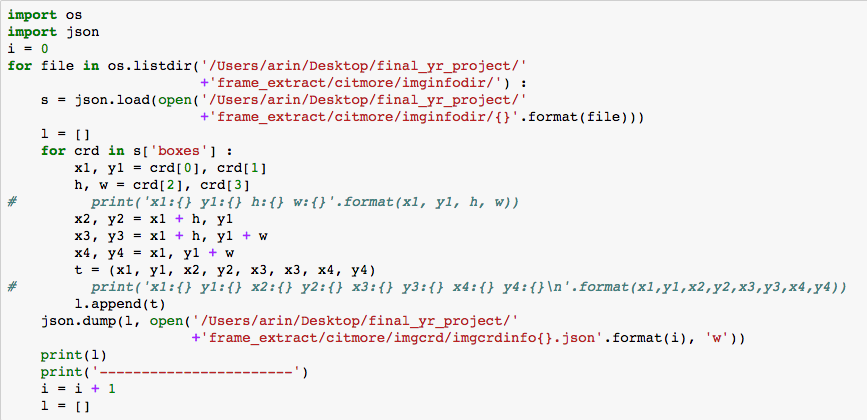 import os
import json
i = 0
for file in os.listdir('/Users/arin/Desktop/final_yr_project/'
                       +'frame_extract/citmore/imginfodir/') :
    s = json.load(open('/Users/arin/Desktop/final_yr_project/'
                       +'frame_extract/citmore/imginfodir/{}'.format(file)))
    l = []
    for crd in s['boxes'] :
        x1, y1 = crd[0], crd[1]
        h, w = crd[2], crd[3]
#         print('x1:{} y1:{} h:{} w:{}'.format(x1, y1, h, w))
        x2, y2 = x1 + h, y1
        x3, y3 = x1 + h, y1 + w
        x4, y4 = x1, y1 + w
        t = (x1, y1, x2, y2, x3, x3, x4, y4)
#         print('x1:{} y1:{} x2:{} y2:{} x3:{} y3:{} x4:{} y4:{}\n'.format(x1,y1,x2,y2,x3,y3,x4,y4))
        l.append(t)
    json.dump(l, open('/Users/arin/Desktop/final_yr_project/'
                      +'frame_extract/citmore/imgcrd/imgcrdinfo{}.json'.format(i), 'w'))
    print(l)
    print('-----------------------')
    i = i + 1
    l = []